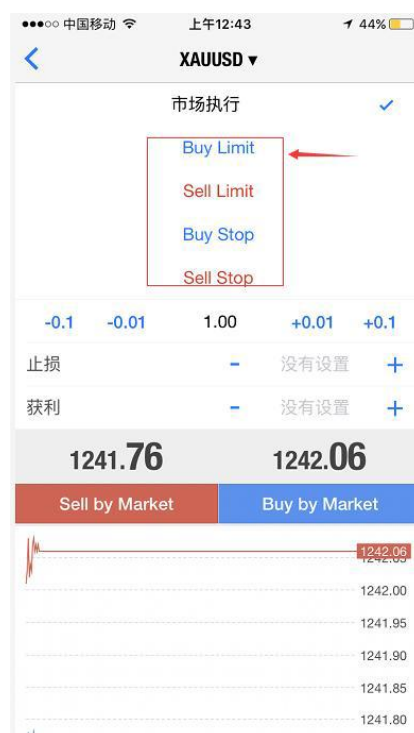 中国移动 上午12:43 44%
XAUUSD ▾
市场执行
Buy Limit
Sell Limit
Buy Stop
Sell Stop
-0.1 -0.01 1.00 +0.01 +0.1
止损 - 没有设置 +
获利 - 没有设置 +
1241.76 1242.06
Sell by Market Buy by Market
1242.06
1242.00
1241.95
1241.90
1241.85
1241.80